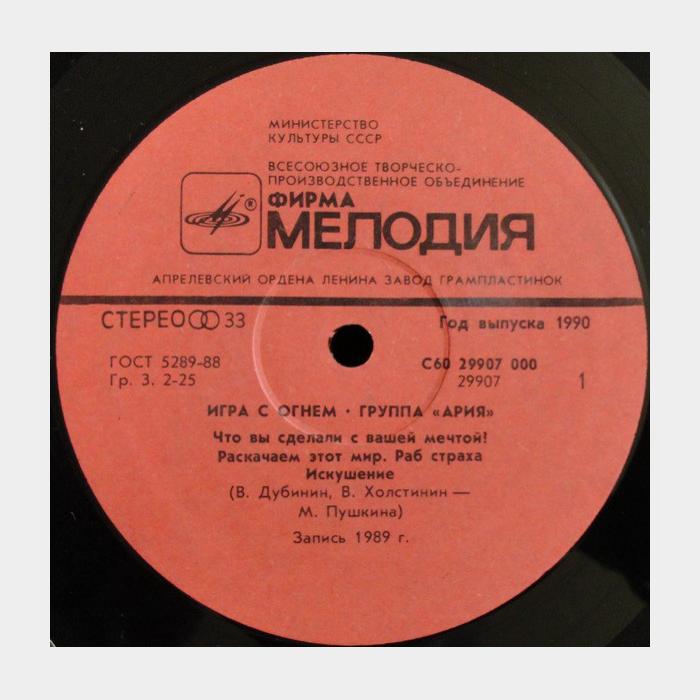 МИНИСТЕРСТВО
КУЛЬТУРЫ СССР
ВСЕСОЮЗНОЕ ТВОРЧЕСКО-
ПРОИЗВОДСТВЕННОЕ ОБЪЕДИНЕНИЕ
ФИРМА
® МЕЛОДИЯ
АПРЕЛЕВСКИЙ ОРДЕНА ЛЕНИНА ЗАВОД ГРАМПЛАСТИНОК
СТЕРЕО 33 Год выпуска 1990
ГОСТ 5289-88 С60 29907 000
Гр. 3. 2-25 29907 1
ИГРА С ОГНЕМ · ГРУППА «АРИЯ»
Что вы сделали с вашей мечтой!
Раскачаем этот мир. Раб страха
Искушение
(В. Дубинин, В. Холстинин —
М. Пушкина)
Запись 1989 г.